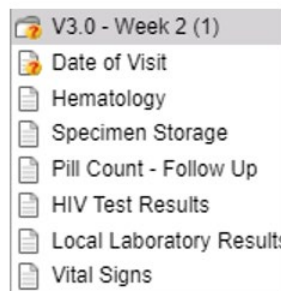 V3.0 - Week 2 (1)
Date of Visit
Hematology
Specimen Storage
Pill Count - Follow Up
HIV Test Results
Local Laboratory Results
Vital Signs